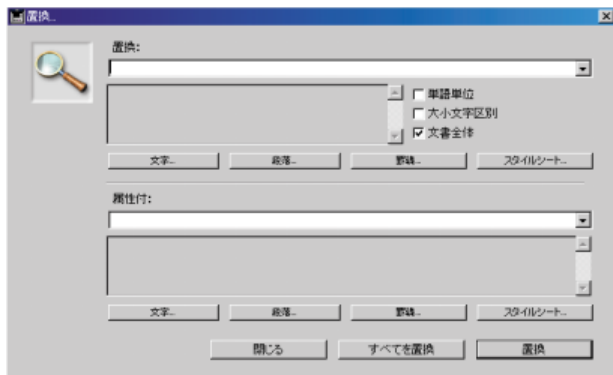 置換...
置換:
単語単位
大小文字区別
文書全体
文字...
段落...
罫線...
スタイルシート...
属性付:
文字...
段落...
罫線...
スタイルシート...
閉じる
すべてを置換
置換